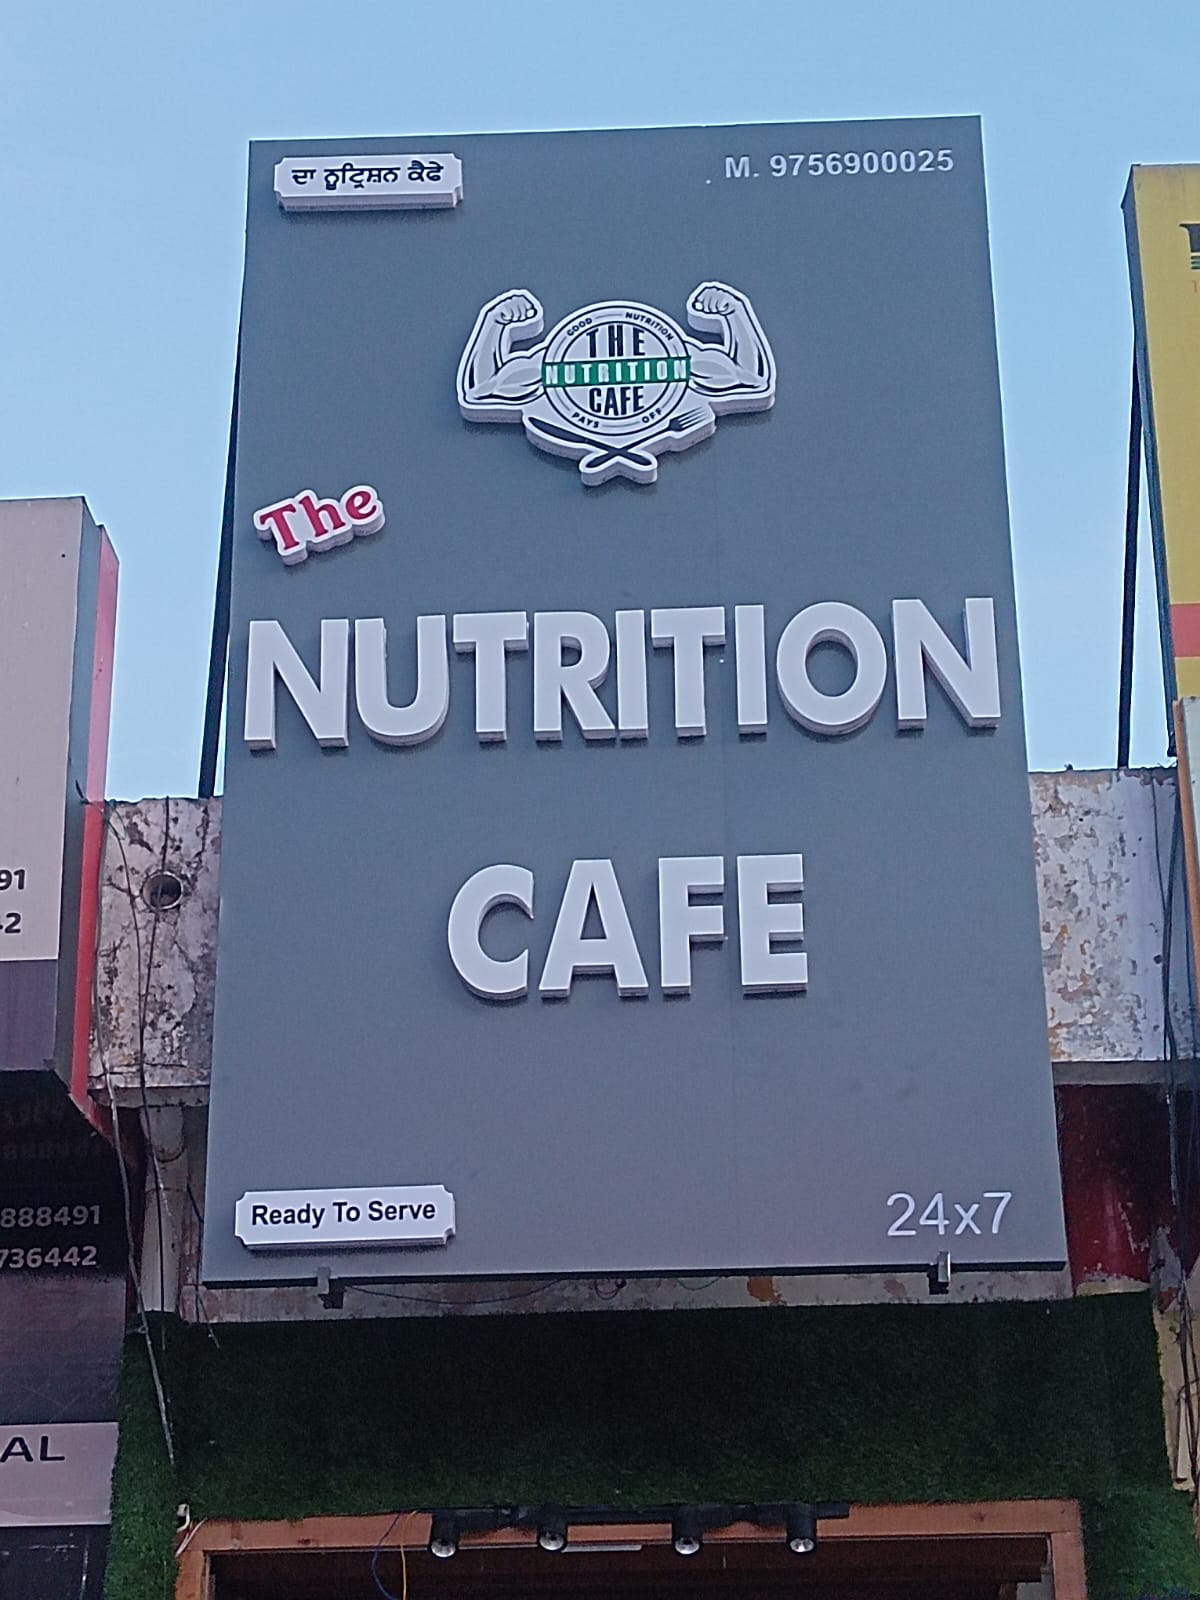 ਦਾ ਨੂਟ੍ਰਿਸ਼ਨ ਕੈਫੇ
M. 9756900025
GOOD NUTRITION
THE
NUTRITION
CAFE
PAYS OFF
The
NUTRITION
CAFE
Ready To Serve
24x7
91
42
888491
736442
AL